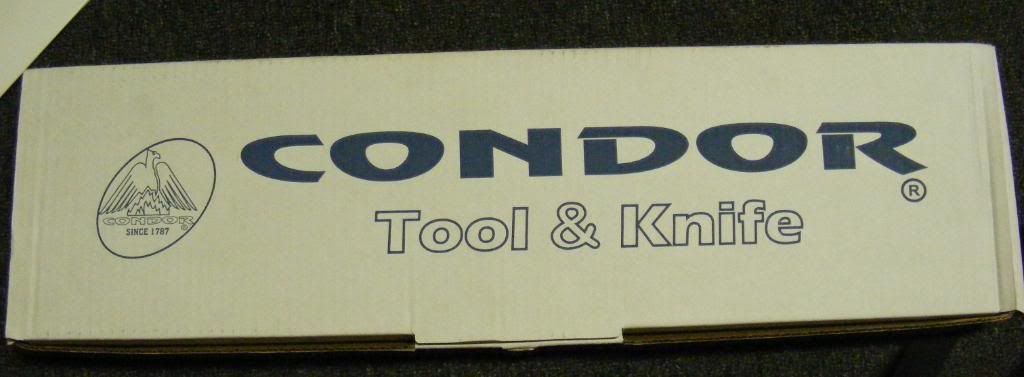 CONDOR
®
Tool & Knife
CONDOR
®
SINCE 1787